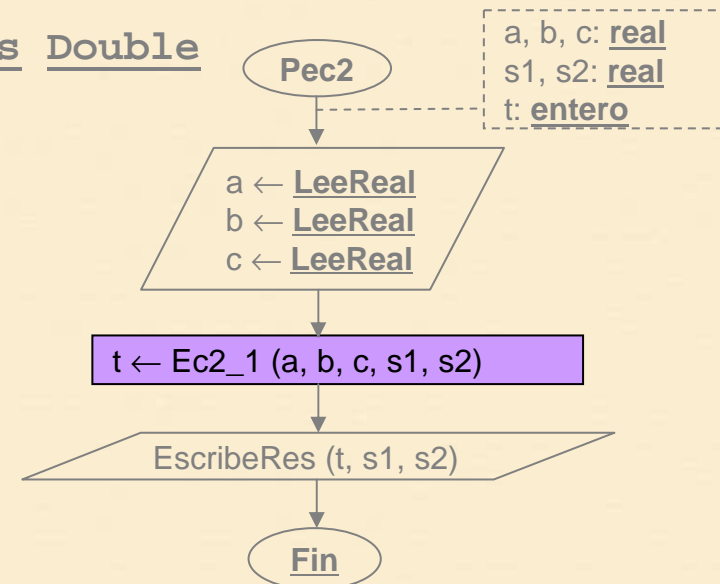 s Double
Pec2
a, b, c: real
s1, s2: real
t: entero
a ← LeeReal
b ← LeeReal
c ← LeeReal
t ← Ec2_1 (a, b, c, s1, s2)
EscribeRes (t, s1, s2)
Fin